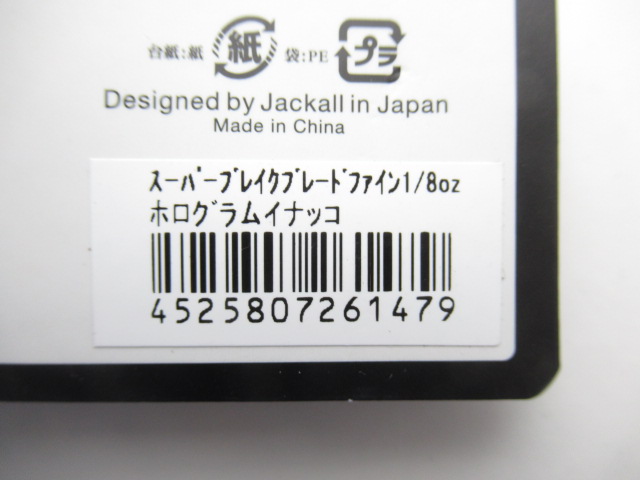 台紙:紙 紙 袋:PE プラ
Designed by Jackall in Japan
Made in China
ｽｰﾊﾟｰﾌﾞﾚｲｸﾌﾞﾚｰﾄﾞﾌｧｲﾝ1/8oz
ホログラムイナッコ
4525807261479